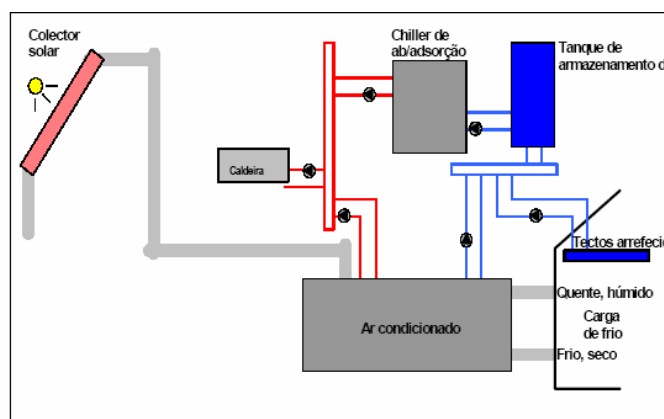 Colector
solar
Chiller de
ab/adsorção
Tanque de
armazenamento d
Caldeira
Tectos arrefecic
Quente, húmido
Carga
de frio
Frio, seco
Ar condicionado